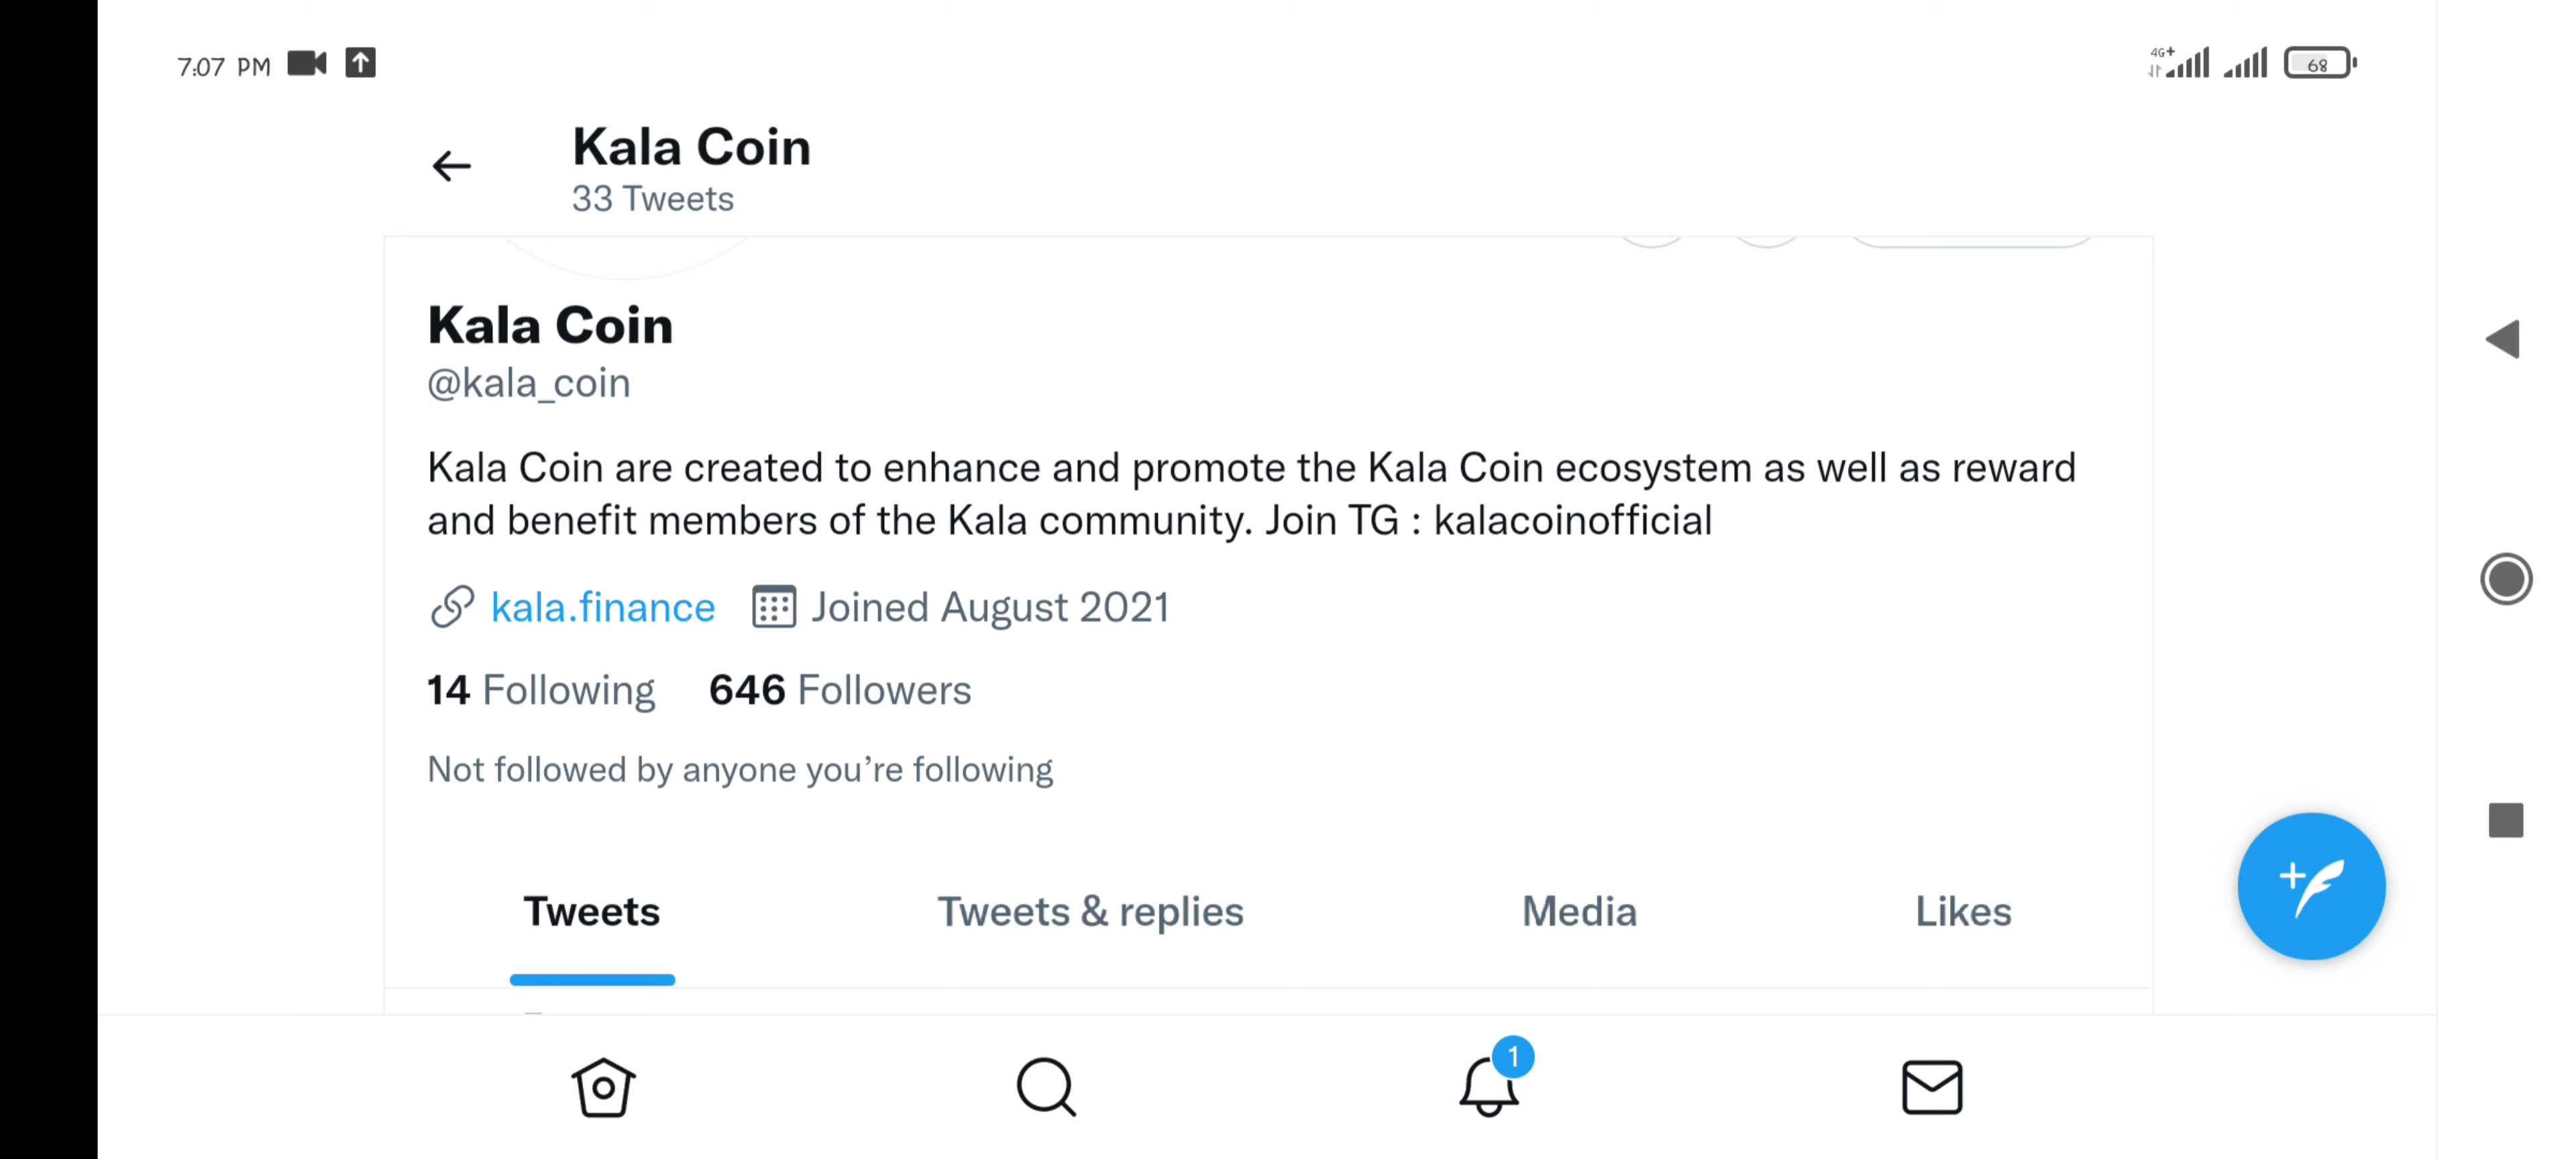 7:07 PM
4G+
68
Kala Coin
33 Tweets
Kala Coin
@kala_coin
Kala Coin are created to enhance and promote the Kala Coin ecosystem as well as reward
and benefit members of the Kala community. Join TG : kalacoinofficial
kala.finance Joined August 2021
14 Following 646 Followers
Not followed by anyone you’re following
Tweets Tweets & replies Media Likes
1